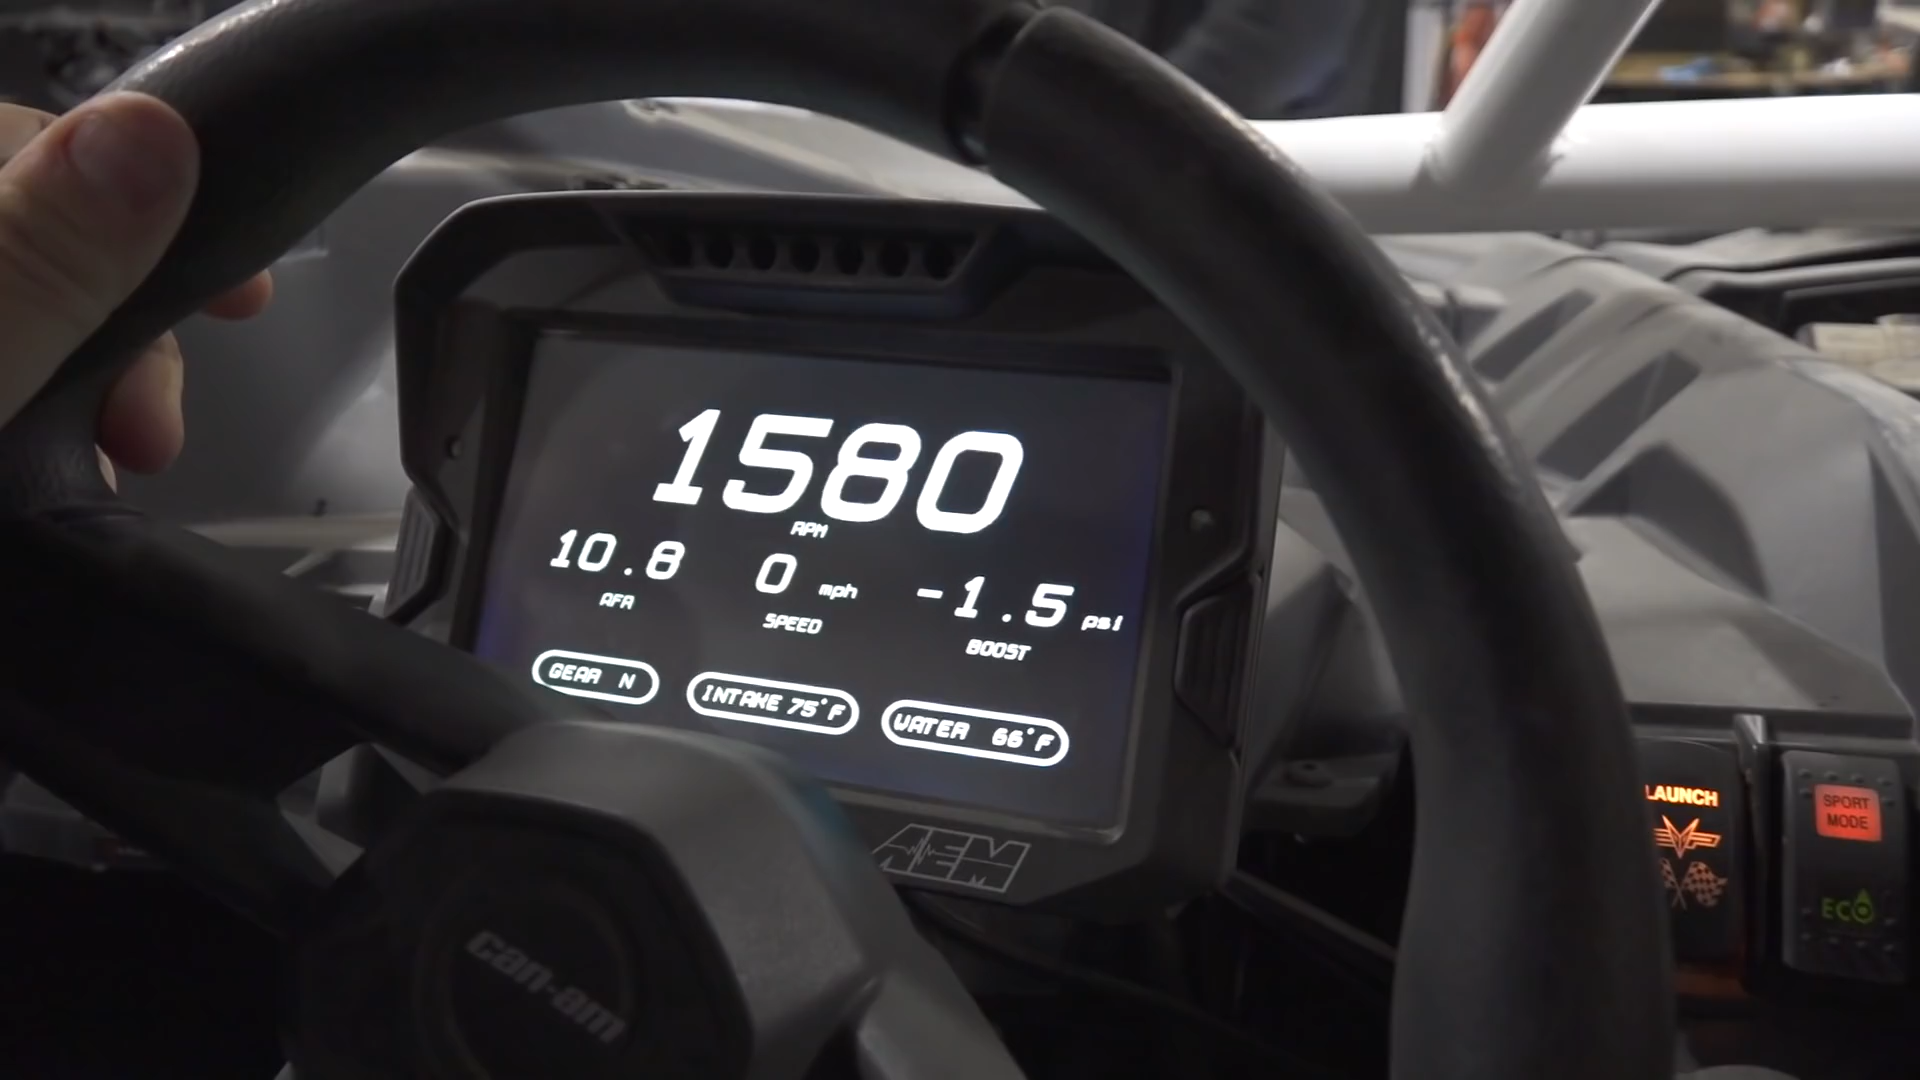 1580
RPM
10.8 0 mph -1.5 psi
AFR SPEED BOOST
GEAR N INTAKE 75°F WATER 66°F
AEM
can-am
LAUNCH
SPORT
MODE
ECO